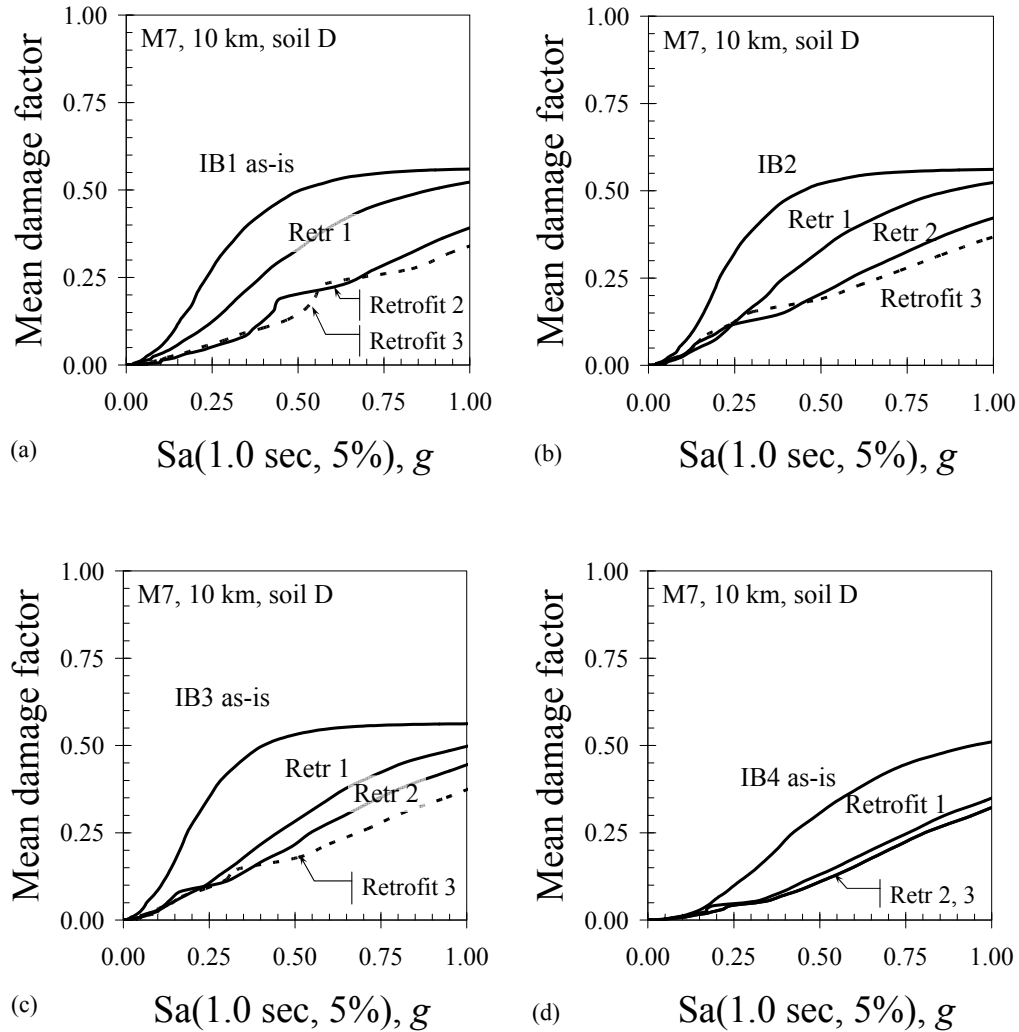 Mean damage factor
1.00
0.75
0.50
0.25
0.00
M7, 10 km, soil D
IB1 as-is
Retr 1
Retrofit 2
Retrofit 3
0.00 0.25 0.50 0.75 1.00
(a)
Sa(1.0 sec, 5%), g
Mean damage factor
1.00
0.75
0.50
0.25
0.00
M7, 10 km, soil D
IB2
Retr 1
Retr 2
Retrofit 3
0.00 0.25 0.50 0.75 1.00
(b)
Sa(1.0 sec, 5%), g
Mean damage factor
1.00
0.75
0.50
0.25
0.00
M7, 10 km, soil D
IB3 as-is
Retr 1
Retr 2
Retrofit 3
0.00 0.25 0.50 0.75 1.00
(c)
Sa(1.0 sec, 5%), g
Mean damage factor
1.00
0.75
0.50
0.25
0.00
M7, 10 km, soil D
IB4 as-is
Retrofit 1
Retr 2, 3
0.00 0.25 0.50 0.75 1.00
(d)
Sa(1.0 sec, 5%), g